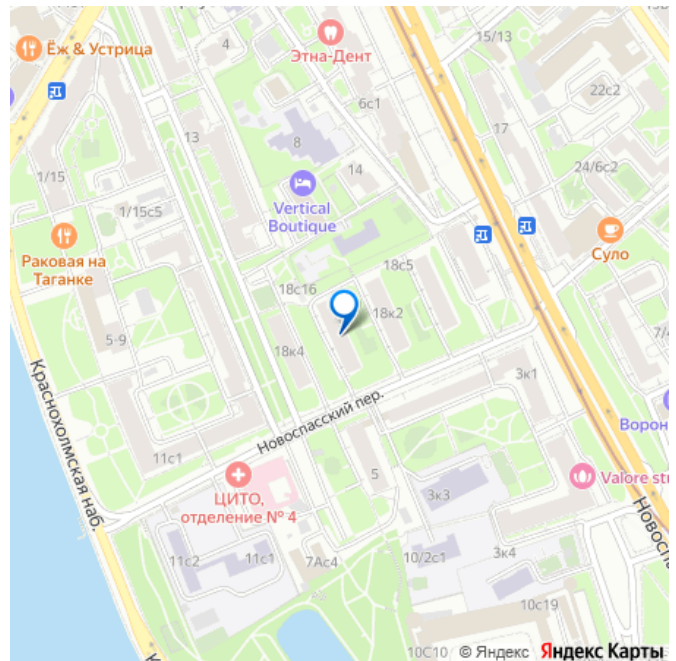 Ёж & Устрица
4
Этна-Дент
15/13
22с2
6с1
13
8
17
14
24/6с2
1/15
Vertical
Boutique
1/15с5
Суло
Раковая на
Таганке
18с5
18с16
18к2
5-9
7/4
18к4
3к1
Новоспасский пер.
Краснохолмская наб.
Ворон
11с1
5
Valore stu
ЦИТО,
отделение № 4
3к3
Новосп
11с2
11с1
7Ас4
10/2с1
3к4
10с19
10С10
© Яндекс Яндекс Карты